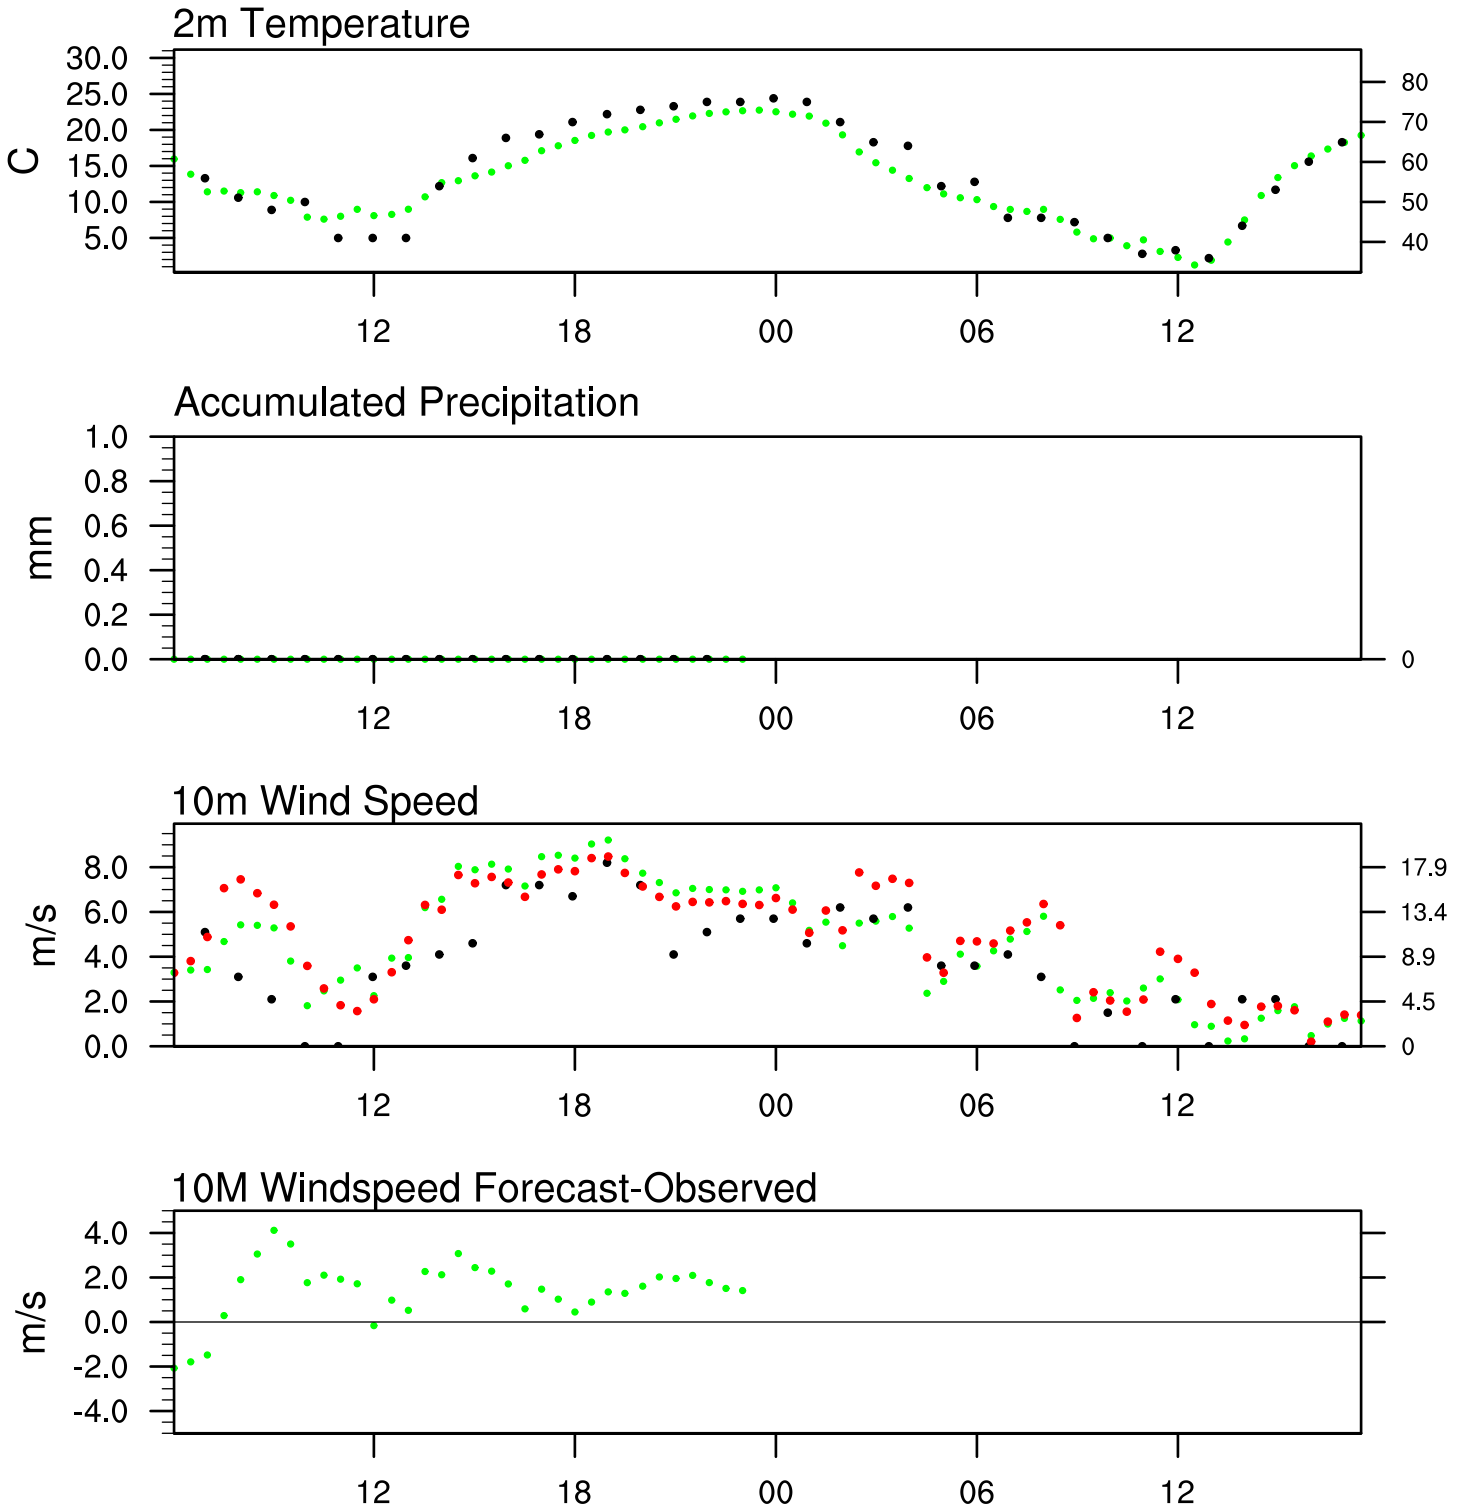 2m Temperature
30.0
25.0
20.0
15.0
10.0
5.0
C
80
70
60
50
40
12 18 00 06 12
Accumulated Precipitation
1.0
0.8
0.6
0.4
0.2
0.0
mm
0
12 18 00 06 12
10m Wind Speed
8.0
6.0
4.0
2.0
0.0
m/s
17.9
13.4
8.9
4.5
0
12 18 00 06 12
10M Windspeed Forecast-Observed
4.0
2.0
0.0
-2.0
-4.0
m/s
12 18 00 06 12